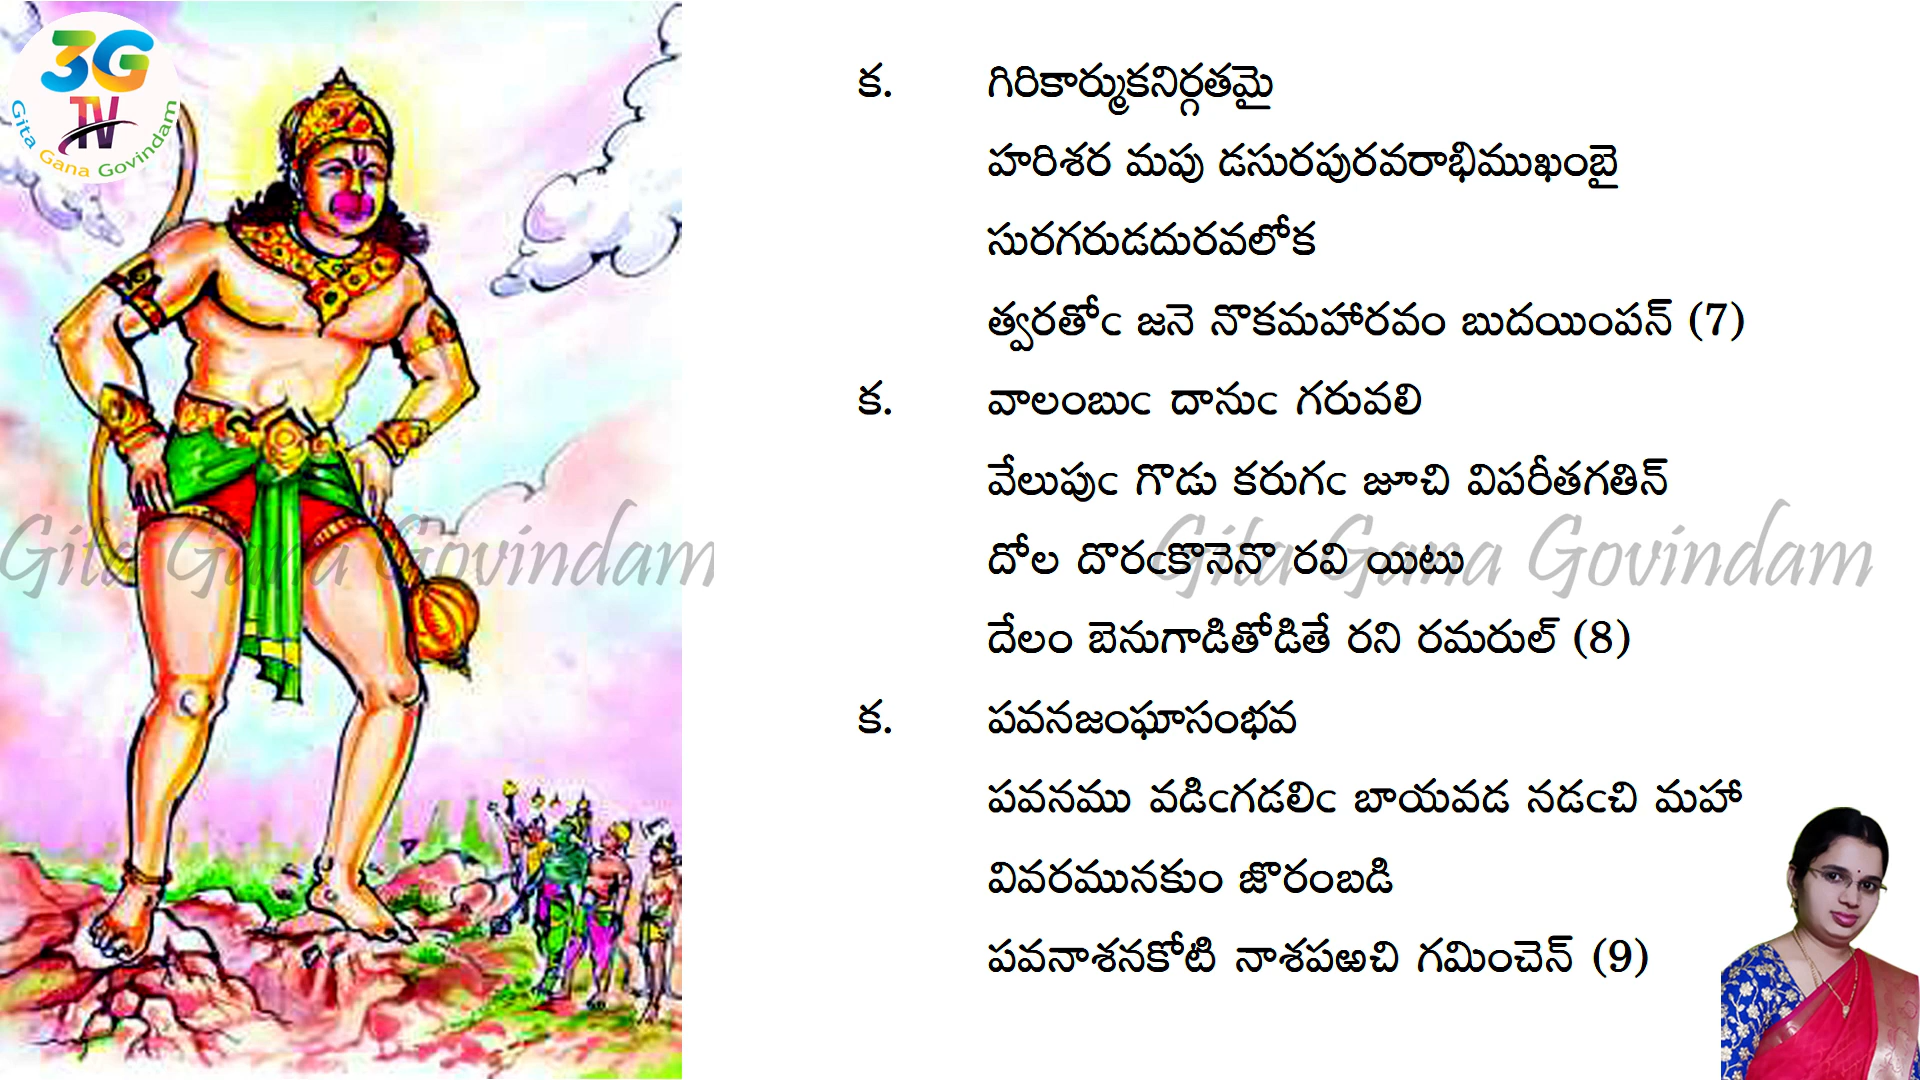 3G
TV
Gita Gana Govindam
క. గిరికార్ముకనిర్గతమై
హరిశర మపు డసురపురవరాభిముఖంబై
సురగరుడదురవలోక
త్వరతోఁ జనె నొకమహారవం బుదయింపన్ (7)
క. వాలంబుఁ దానుఁ గరువలి
వేలుపుఁ గొడు కరుగఁ జూచి విపరీతగతిన్
దోల దొరఁకొనెనొ రవి యిటు
దేలం బెనుగాడితోడితే రని రమరుల్ (8)
క. పవనజంఘాసంభవ
పవనము వడిఁగడలిఁ బాయవడ నడఁచి మహా
వివరమునకుం జొరంబడి
పవనాశనకోటి నాశపఱచి గమించెన్ (9)
Gita Gana Govindam
Gita Gana Govindam